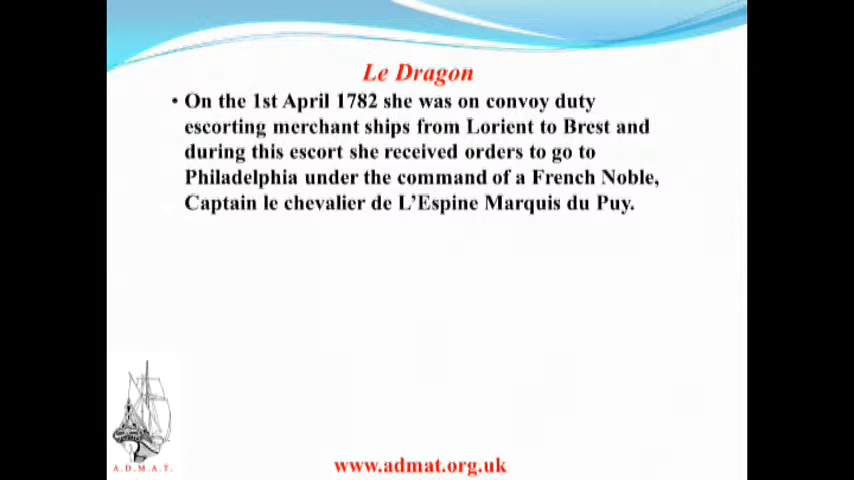 Le Dragon
• On the 1st April 1782 she was on convoy duty
escorting merchant ships from Lorient to Brest and
during this escort she received orders to go to
Philadelphia under the command of a French Noble,
Captain le chevalier de L’Espine Marquis du Puy.
A.D.M.A.T.
www.admat.org.uk